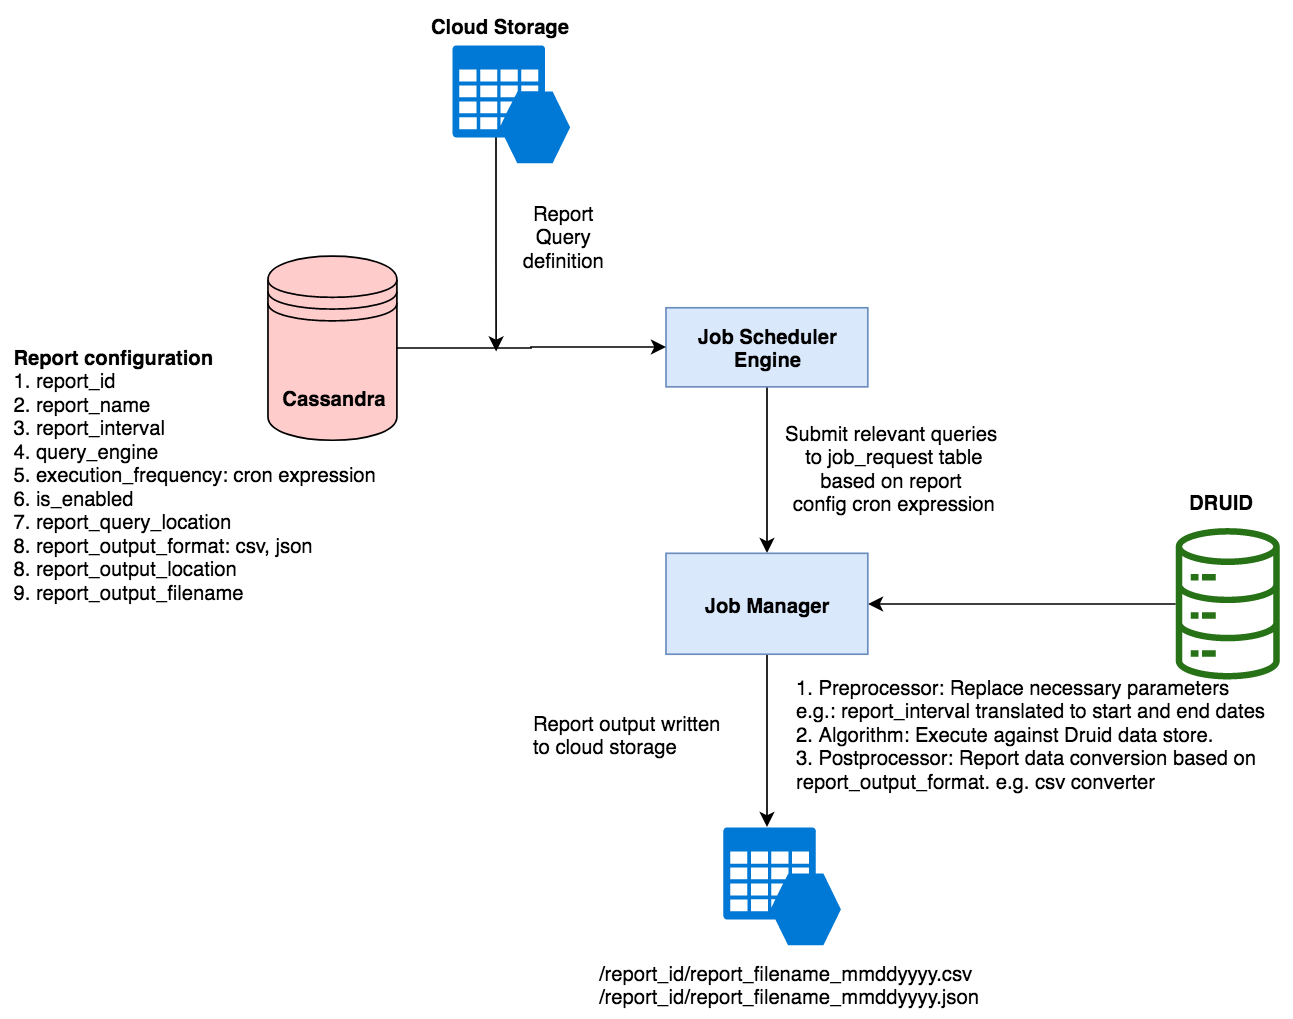 Cloud Storage
Report
Query
definition
Report configuration
1. report_id
2. report_name
3. report_interval
4. query_engine
5. execution_frequency: cron expression
6. is_enabled
7. report_query_location
8. report_output_format: csv, json
8. report_output_location
9. report_output_filename
Cassandra
Job Scheduler
Engine
Submit relevant queries
to job_request table
based on report
config cron expression
DRUID
Job Manager
1. Preprocessor: Replace necessary parameters
e.g.: report_interval translated to start and end dates
2. Algorithm: Execute against Druid data store.
3. Postprocessor: Report data conversion based on
report_output_format. e.g. csv converter
Report output written
to cloud storage
/report_id/report_filename_mmddyyyy.csv
/report_id/report_filename_mmddyyyy.json